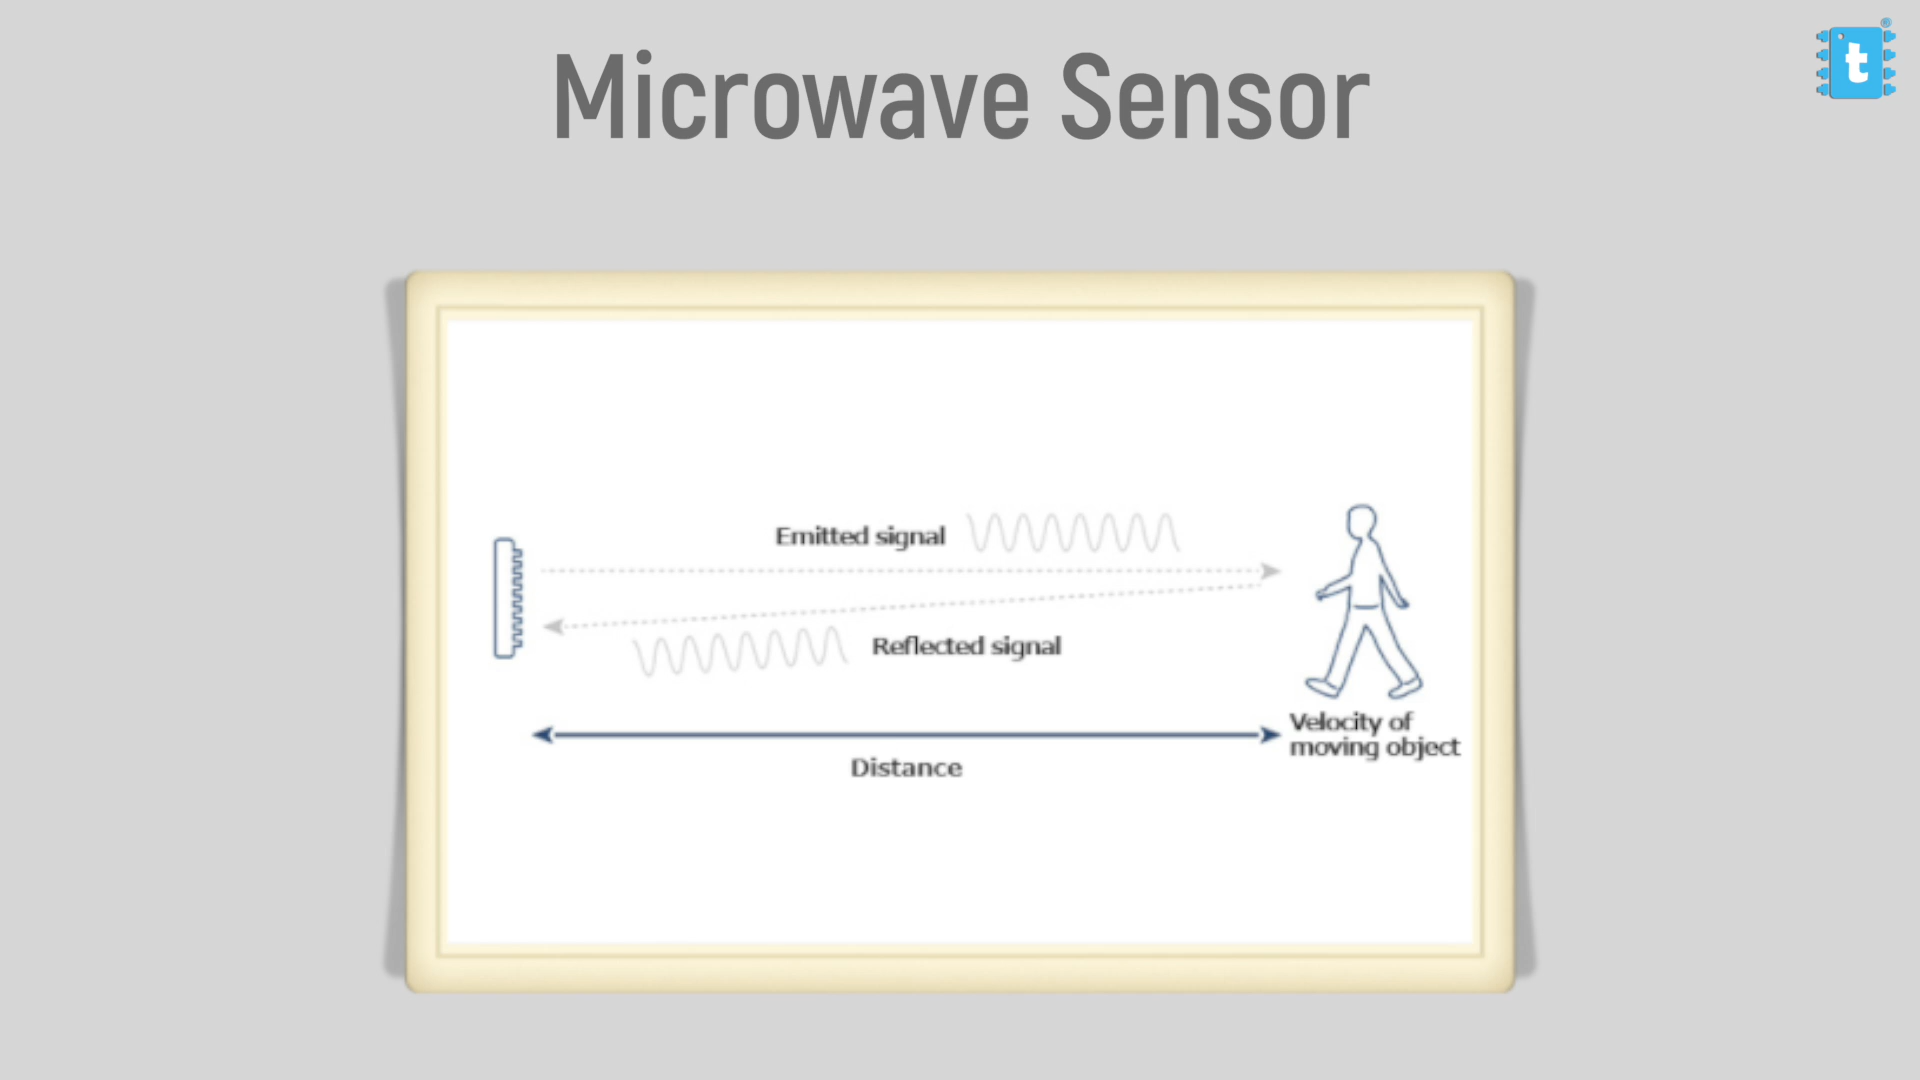 Microwave Sensor
t
®
Emitted signal
Reflected signal
Distance
Velocity of
moving object